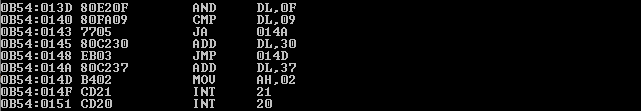 0B54:013D 80E20F        AND     DL,0F
0B54:0140 80FA09        CMP     DL,09
0B54:0143 7705          JA      014A
0B54:0145 80C230        ADD     DL,30
0B54:0148 EB03          JMP     014D
0B54:014A 80C237        ADD     DL,37
0B54:014D B402          MOV     AH,02
0B54:014F CD21          INT     21
0B54:0151 CD20          INT     20